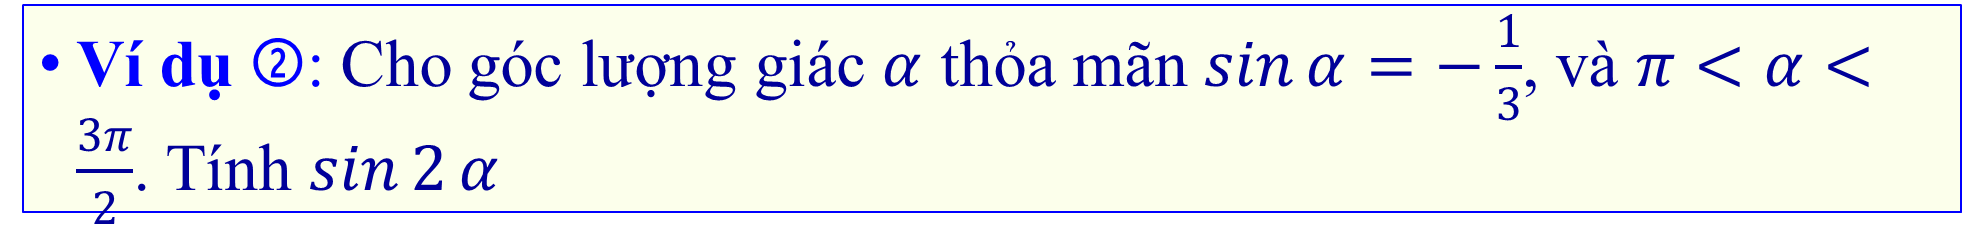 • Ví dụ ②: Cho góc lượng giác α thỏa mãn sin α = −1/3, và π < α <
3π/2. Tính sin 2 α